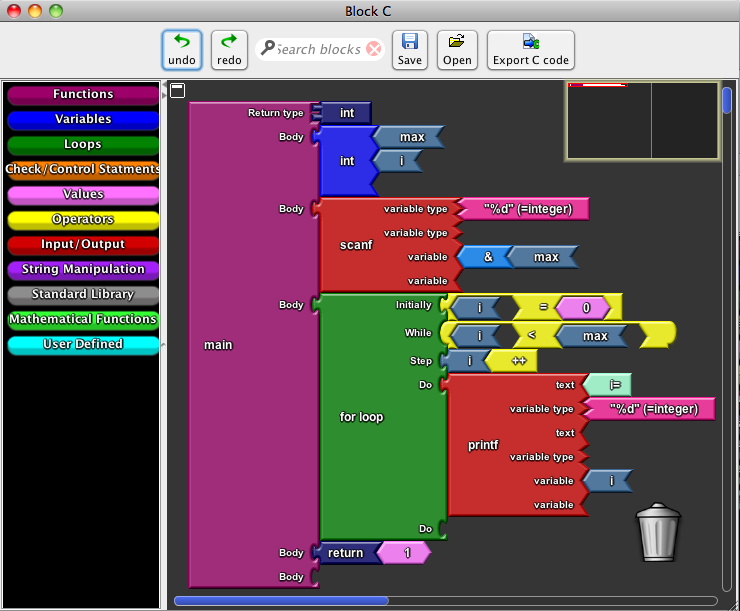 Block C
undo redo Search blocks Save Open Export C code
Functions
Variables
Loops
Check/Control Statments
Values
Operators
Input/Output
String Manipulation
Standard Library
Mathematical Functions
User Defined
main
Return type int
Body int max
i
Body scanf variable type "%d" (=integer)
variable type
variable & max
variable
Body for loop Initially i = 0
While i < max
Step i ++
Do printf text i=
variable type "%d" (=integer)
text
variable type
variable i
variable
Do
Body return 1
Body